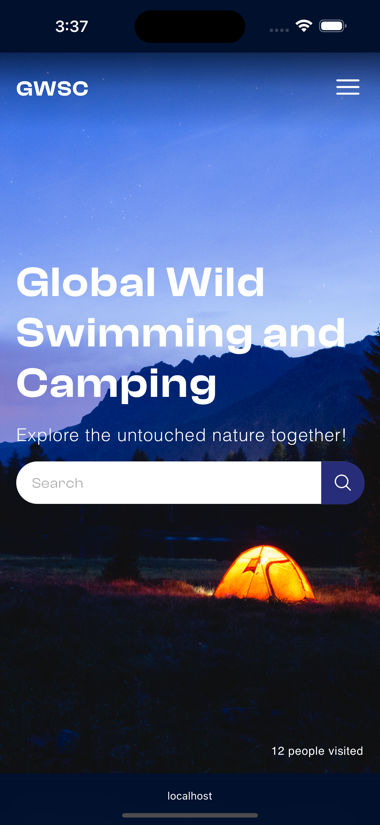 3:37
GWSC
Global Wild
Swimming and
Camping
Explore the untouched nature together!
Search
12 people visited
localhost